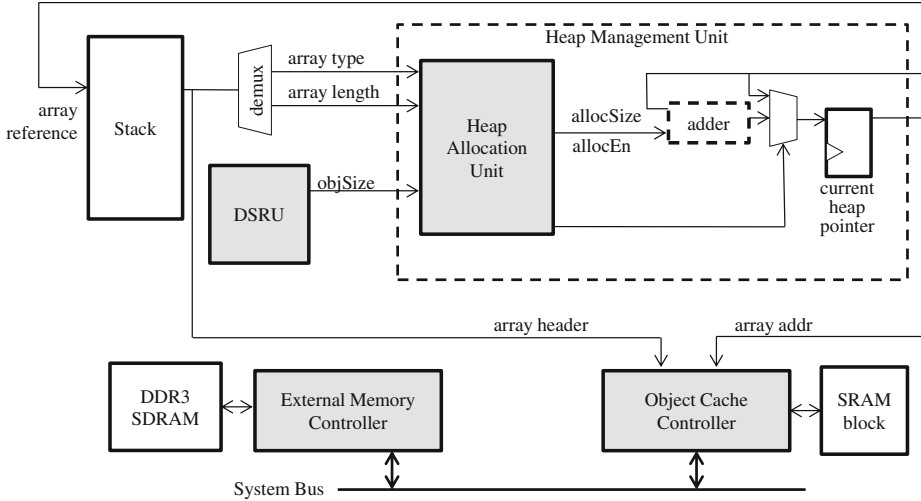 Heap Management Unit
array type
array length
demux
array
reference
Stack
Heap
Allocation
Unit
allocSize
allocEn
adder
objSize
DSRU
current
heap
pointer
array header
array addr
DDR3
SDRAM
External Memory
Controller
Object Cache
Controller
SRAM
block
System Bus